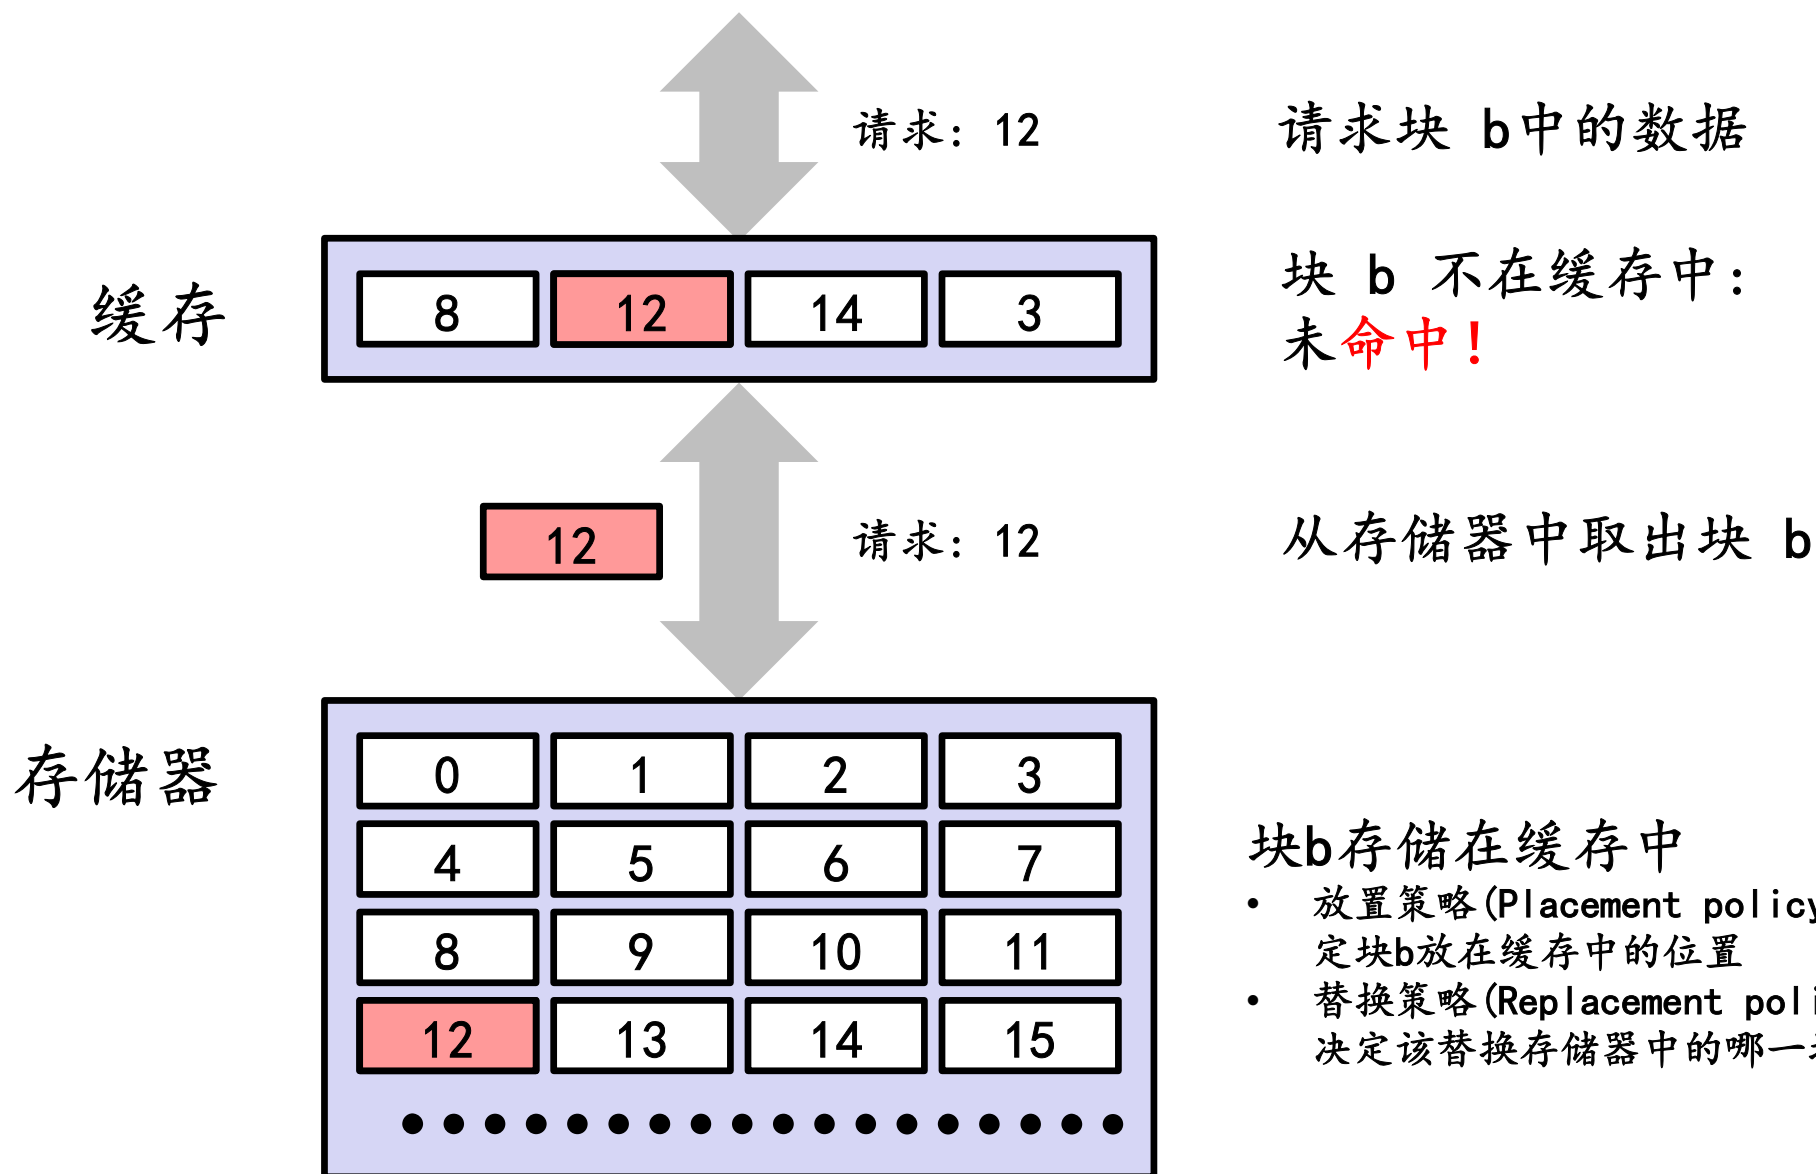 请求：12
请求块 b中的数据
缓存
8 12 14 3
块 b 不在缓存中：
未命中！
12
请求：12
从存储器中取出块 b
存储器
0 1 2 3
4 5 6 7
8 9 10 11
12 13 14 15
块b存储在缓存中
• 放置策略(Placement policy
定块b放在缓存中的位置
• 替换策略(Replacement poli
决定该替换存储器中的哪一